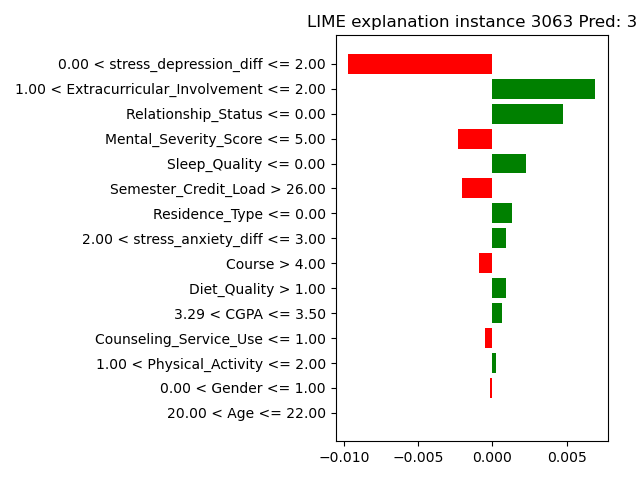 LIME explanation instance 3063 Pred: 3
0.00 < stress_depression_diff <= 2.00
1.00 < Extracurricular_Involvement <= 2.00
Relationship_Status <= 0.00
Mental_Severity_Score <= 5.00
Sleep_Quality <= 0.00
Semester_Credit_Load > 26.00
Residence_Type <= 0.00
2.00 < stress_anxiety_diff <= 3.00
Course > 4.00
Diet_Quality > 1.00
3.29 < CGPA <= 3.50
Counseling_Service_Use <= 1.00
1.00 < Physical_Activity <= 2.00
0.00 < Gender <= 1.00
20.00 < Age <= 22.00
−0.010 −0.005 0.000 0.005